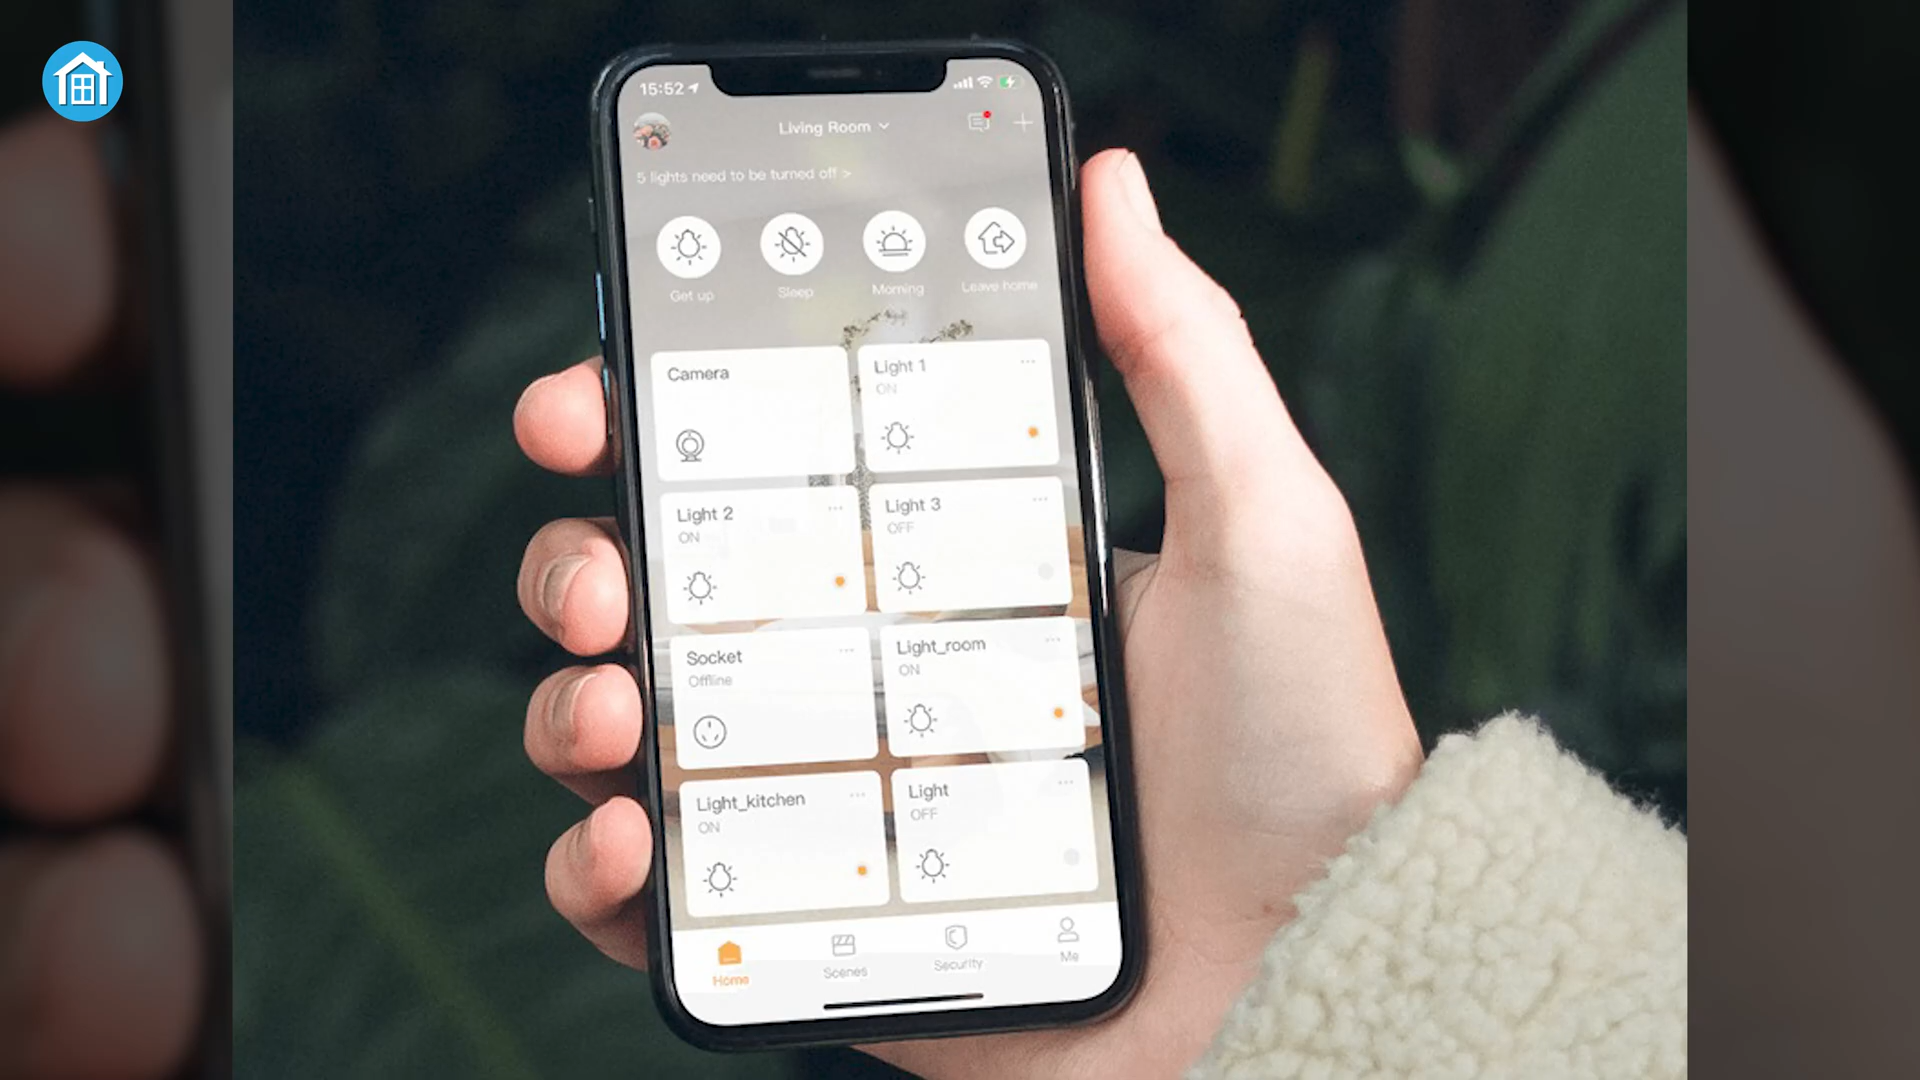 15:52
Living Room
5 lights need to be turned off >
Get up
Sleep
Morning
Leave home
Camera
Light 1
ON
Light 2
ON
Light 3
OFF
Socket
Offline
Light_room
ON
Light_kitchen
ON
Light
OFF
Home
Scenes
Security
Me